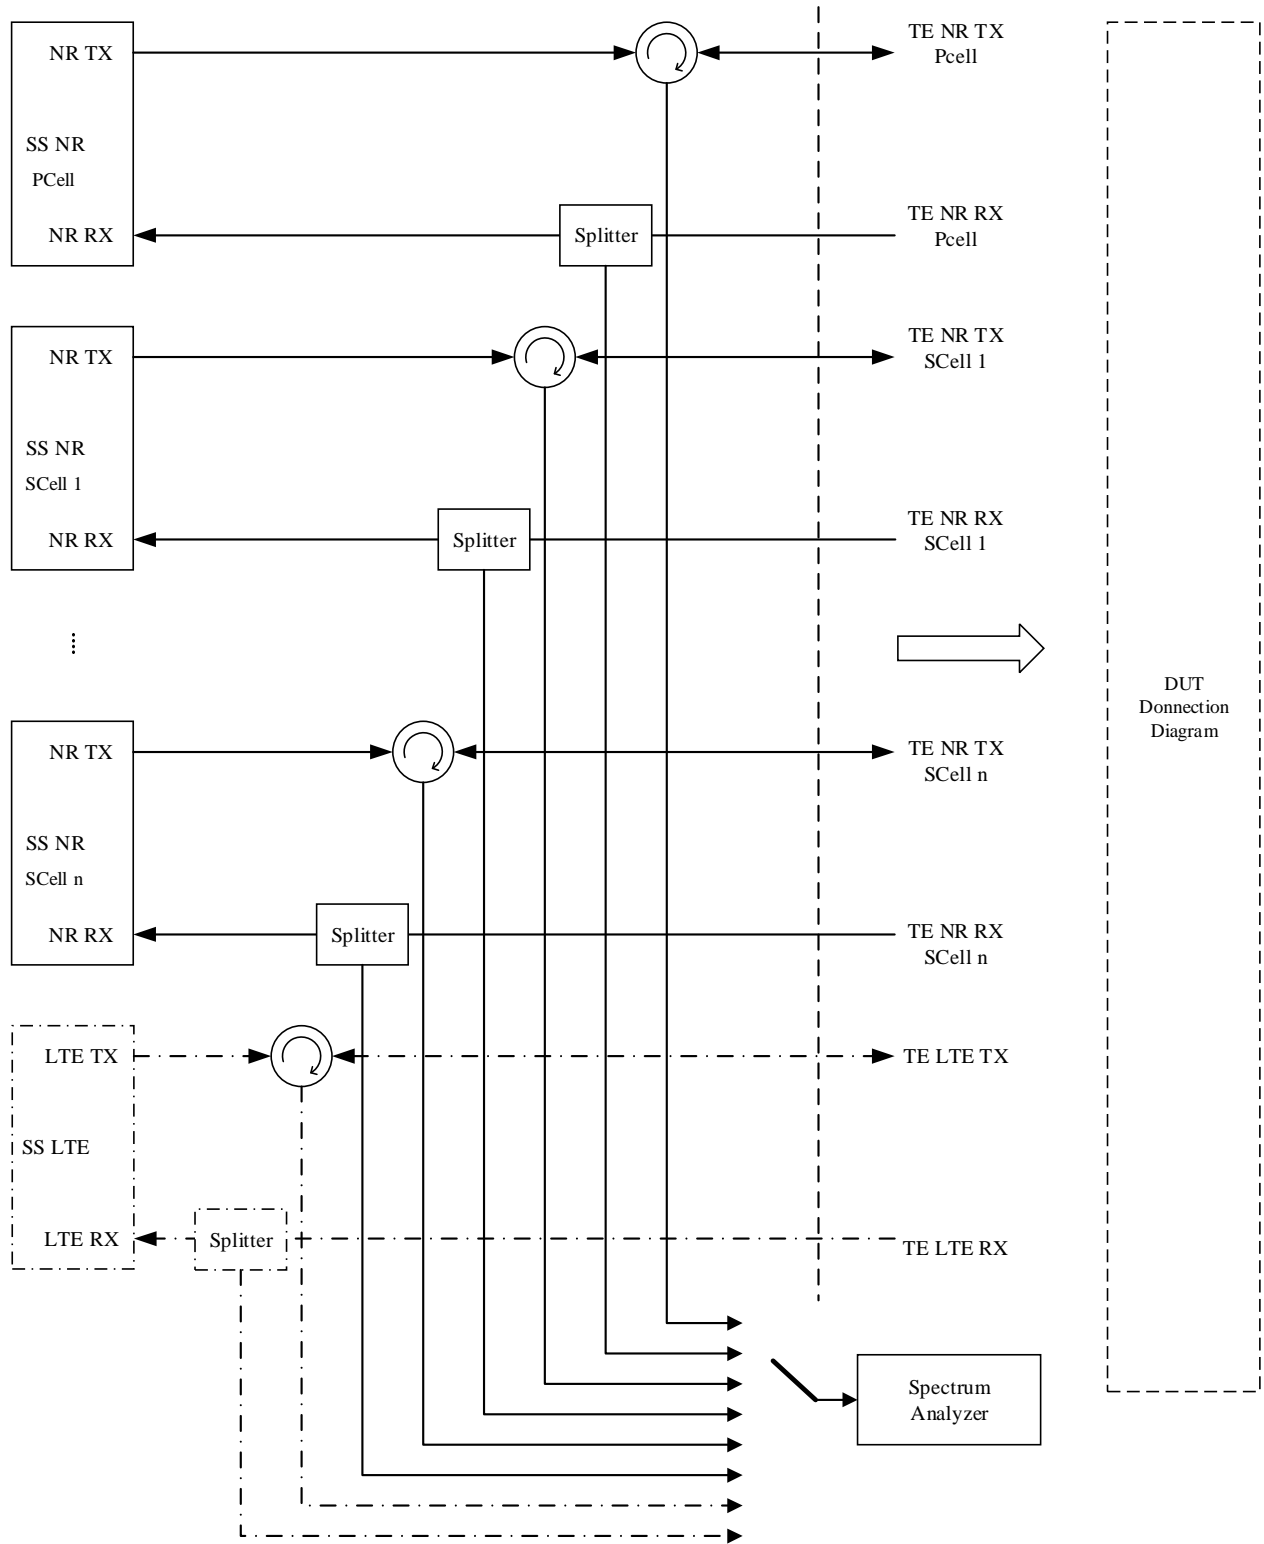 NR TX
TE NR TX
Pcell
SS NR
PCell
NR RX
Splitter
TE NR RX
Pcell
NR TX
TE NR TX
SCell 1
SS NR
SCell 1
NR RX
Splitter
TE NR RX
SCell 1
DUT
Donnection
Diagram
NR TX
TE NR TX
SCell n
SS NR
SCell n
NR RX
Splitter
TE NR RX
SCell n
LTE TX
TE LTE TX
SS LTE
LTE RX
Splitter
TE LTE RX
Spectrum
Analyzer